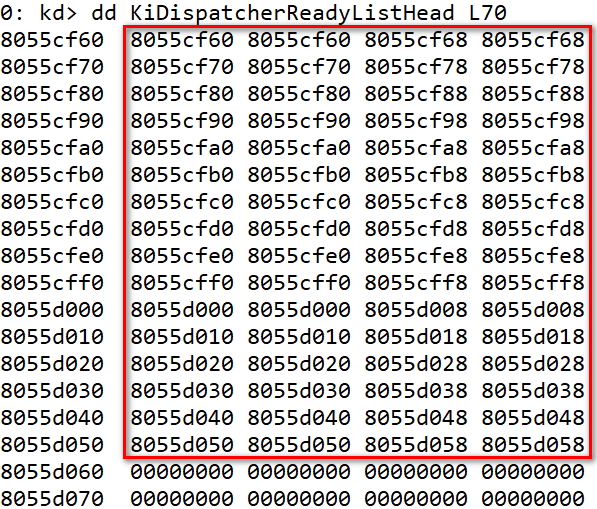 0: kd> dd KiDispatcherReadyListHead L70
8055cf60 8055cf60 8055cf60 8055cf68 8055cf68
8055cf70 8055cf70 8055cf70 8055cf78 8055cf78
8055cf80 8055cf80 8055cf80 8055cf88 8055cf88
8055cf90 8055cf90 8055cf90 8055cf98 8055cf98
8055cfa0 8055cfa0 8055cfa0 8055cfa8 8055cfa8
8055cfb0 8055cfb0 8055cfb0 8055cfb8 8055cfb8
8055cfc0 8055cfc0 8055cfc0 8055cfc8 8055cfc8
8055cfd0 8055cfd0 8055cfd0 8055cfd8 8055cfd8
8055cfe0 8055cfe0 8055cfe0 8055cfe8 8055cfe8
8055cff0 8055cff0 8055cff0 8055cff8 8055cff8
8055d000 8055d000 8055d000 8055d008 8055d008
8055d010 8055d010 8055d010 8055d018 8055d018
8055d020 8055d020 8055d020 8055d028 8055d028
8055d030 8055d030 8055d030 8055d038 8055d038
8055d040 8055d040 8055d040 8055d048 8055d048
8055d050 8055d050 8055d050 8055d058 8055d058
8055d060 00000000 00000000 00000000 00000000
8055d070 00000000 00000000 00000000 00000000